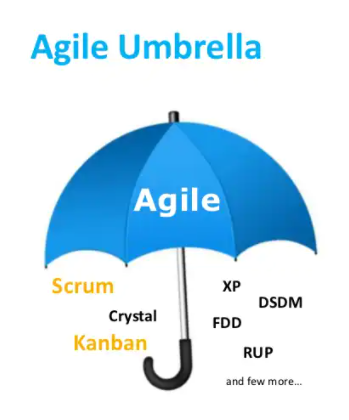 Agile Umbrella
Agile
Scrum
XP
DSDM
Crystal
FDD
Kanban
RUP
and few more...